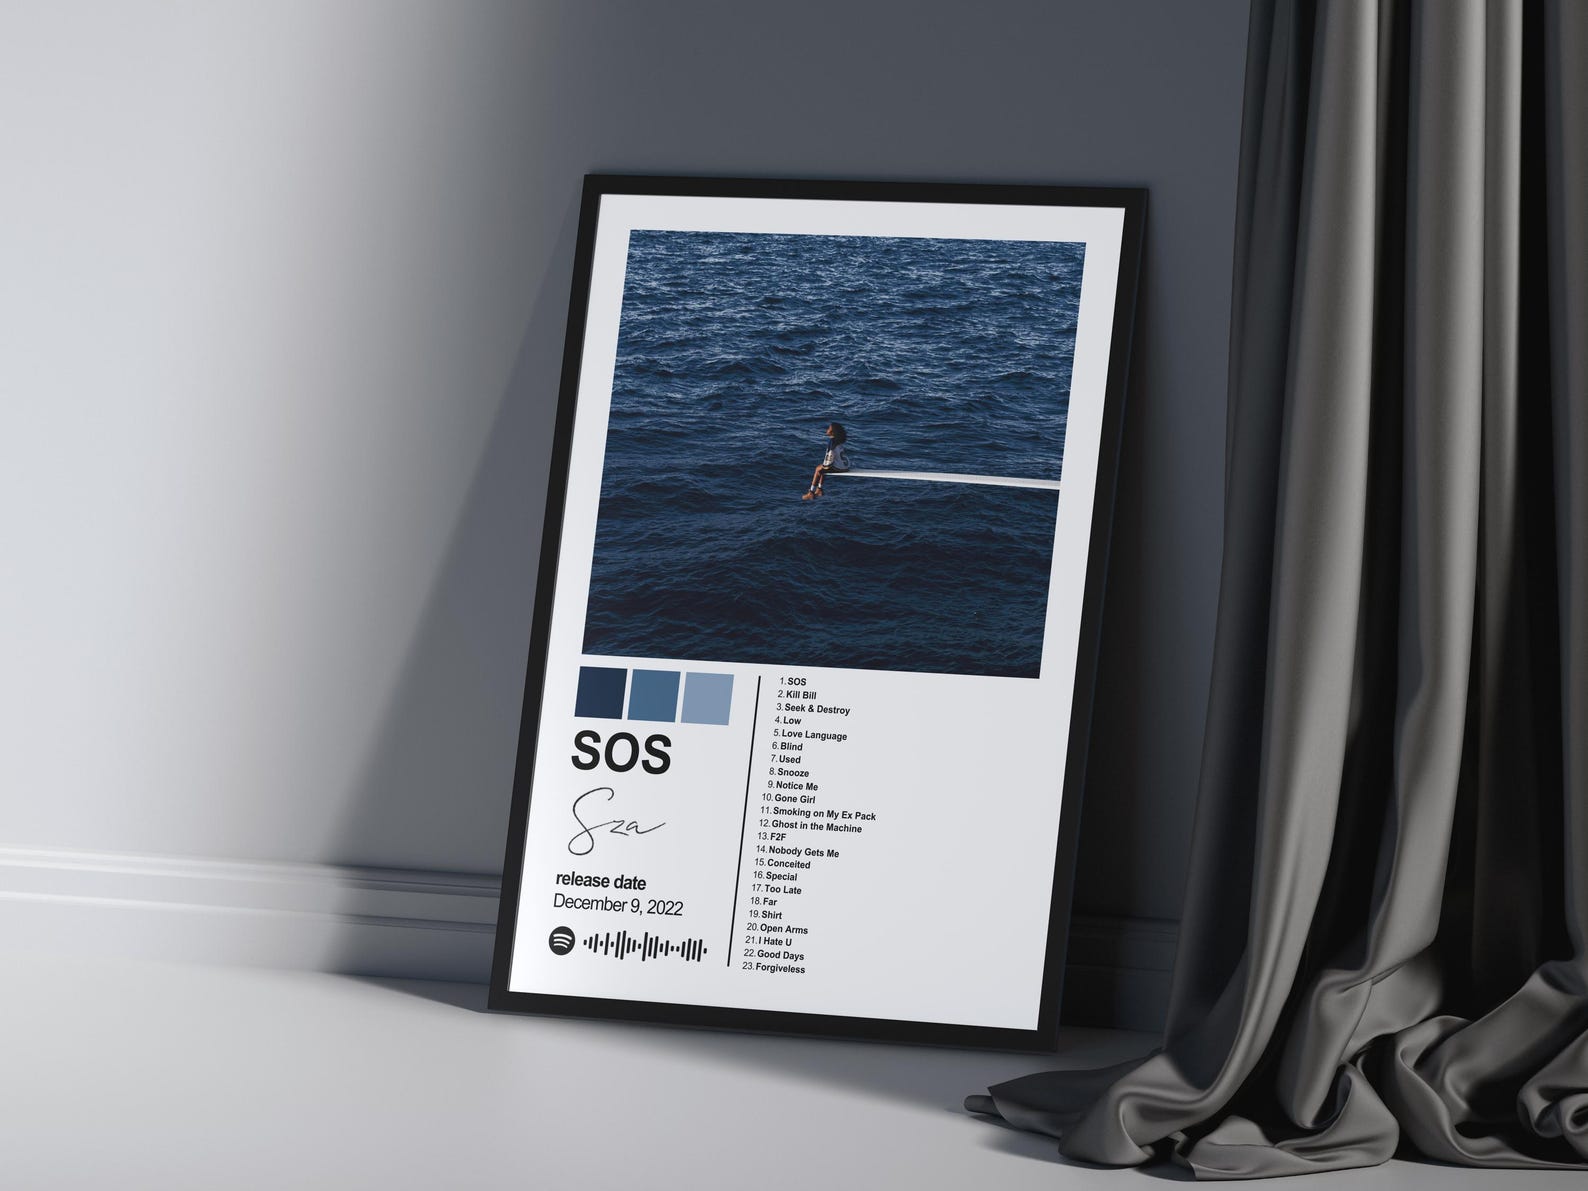 SOS
Sza
release date
December 9, 2022
1. SOS
2. Kill Bill
3. Seek & Destroy
4. Low
5. Love Language
6. Blind
7. Used
8. Snooze
9. Notice Me
10. Gone Girl
11. Smoking on My Ex Pack
12. Ghost in the Machine
13. F2F
14. Nobody Gets Me
15. Conceited
16. Special
17. Too Late
18. Far
19. Shirt
20. Open Arms
21. I Hate U
22. Good Days
23. Forgiveless